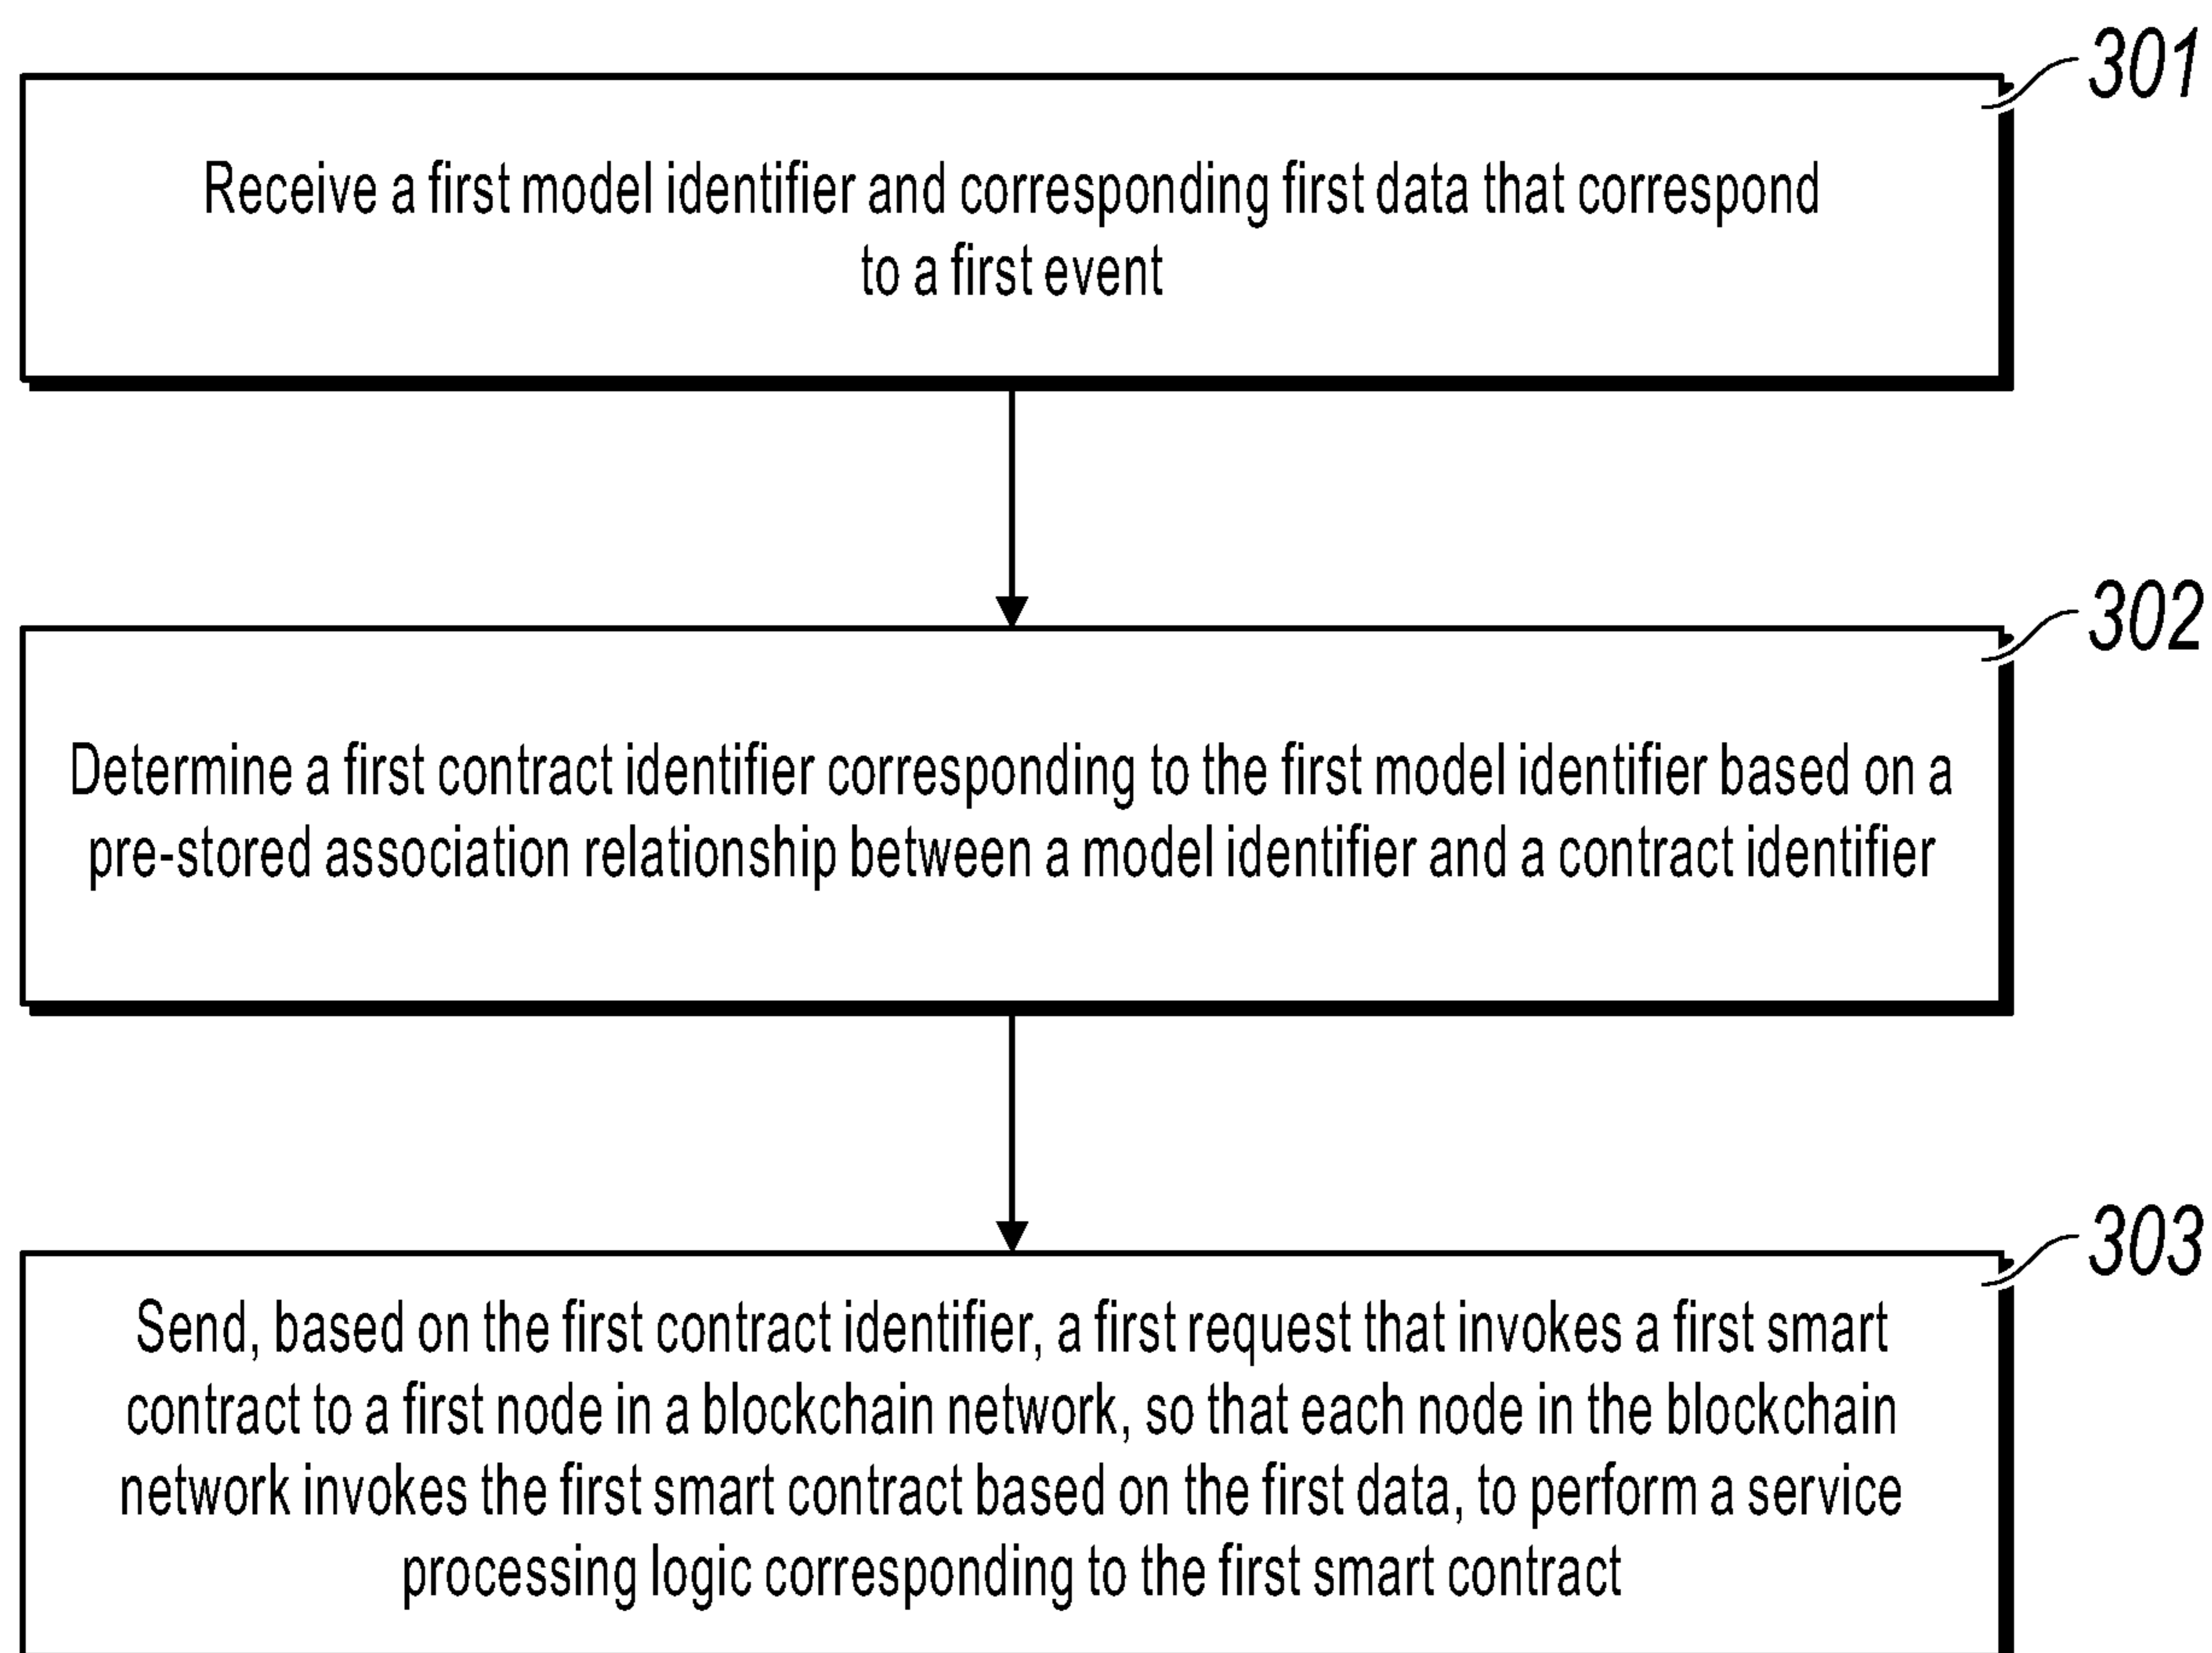 301
Receive a first model identifier and corresponding first data that correspond
to a first event
302
Determine a first contract identifier corresponding to the first model identifier based on a
pre-stored association relationship between a model identifier and a contract identifier
303
Send, based on the first contract identifier, a first request that invokes a first smart
contract to a first node in a blockchain network, so that each node in the blockchain
network invokes the first smart contract based on the first data, to perform a service
processing logic corresponding to the first smart contract